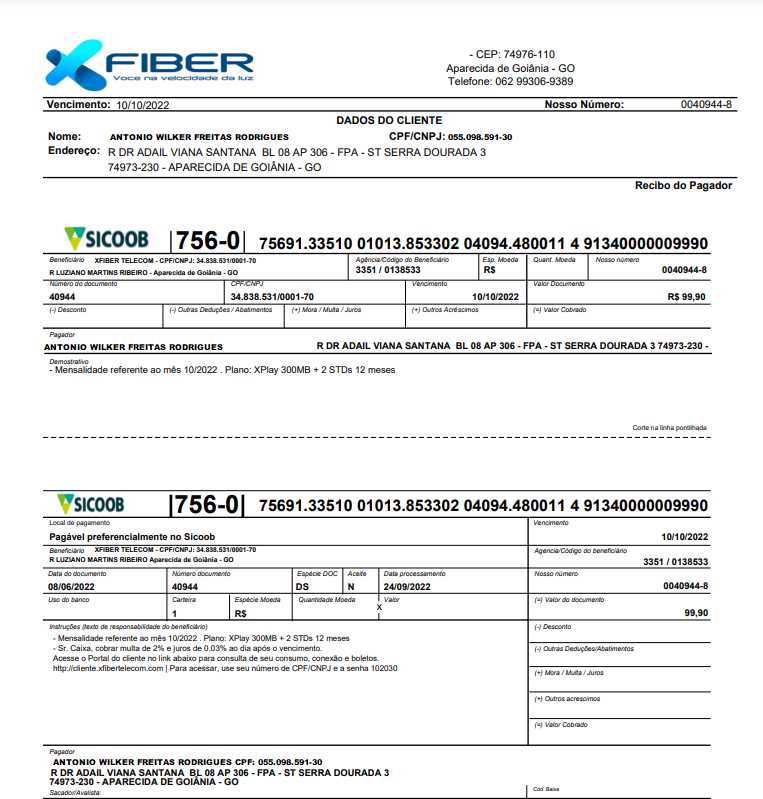 FIBER
Voce na velocidade da luz
- CEP: 74976-110
Aparecida de Goiânia - GO
Telefone: 062 99306-9389
Vencimento: 10/10/2022 Nosso Número: 0040944-8
DADOS DO CLIENTE
Nome: ANTONIO WILKER FREITAS RODRIGUES CPF/CNPJ: 055.098.591-30
Endereço: R DR ADAIL VIANA SANTANA BL 08 AP 306 - FPA - ST SERRA DOURADA 3
74973-230 - APARECIDA DE GOIÂNIA - GO
Recibo do Pagador
SICOOB |756-0| 75691.33510 01013.853302 04094.480011 4 91340000009990
Beneficiário XFIBER TELECOM - CPF/CNPJ: 34.838.531/0001-70 Agência/Código do Beneficiário Esp. Moeda Quant. Moeda Nosso número
R LUZIANO MARTINS RIBEIRO - Aparecida de Goiânia - GO 3351 / 0138533 R$ 0040944-8
Número do documento CPF/CNPJ Vencimento Valor Documento
40944 34.838.531/0001-70 10/10/2022 R$ 99,90
(-) Desconto (-) Outras Deduções / Abatimentos (+) Mora / Multa / Juros (+) Outros Acréscimos (=) Valor Cobrado
Pagador
ANTONIO WILKER FREITAS RODRIGUES R DR ADAIL VIANA SANTANA BL 08 AP 306 - FPA - ST SERRA DOURADA 3 74973-230 -
Demostrativo
- Mensalidade referente ao mês 10/2022 . Plano: XPlay 300MB + 2 STDs 12 meses
Corte na linha pontilhada
SICOOB |756-0| 75691.33510 01013.853302 04094.480011 4 91340000009990
Local de pagamento Vencimento
Pagável preferencialmente no Sicoob 10/10/2022
Beneficiário XFIBER TELECOM - CPF/CNPJ: 34.838.531/0001-70 Agencia/Código do beneficiário
R LUZIANO MARTINS RIBEIRO Aparecida de Goiânia - GO 3351 / 0138533
Data do documento Número documento Espécie DOC Aceite Data processamento Nosso número
08/06/2022 40944 DS N 24/09/2022 0040944-8
Uso do banco Carteira Espécie Moeda Quantidade Moeda Valor (=) Valor do documento
1 R$ X 99,90
Instruções (texto de responsabilidade do beneficiário) (-) Desconto
- Mensalidade referente ao mês 10/2022 . Plano: XPlay 300MB + 2 STDs 12 meses
- Sr. Caixa, cobrar multa de 2% e juros de 0,03% ao dia após o vencimento. (-) Outras Deduções/Abatimentos
Acesse o Portal do cliente no link abaixo para consulta de seu consumo, conexão e boletos.
http://cliente.xfibertelecom.com | Para acessar, use seu número de CPF/CNPJ e a senha 102030 (+) Mora / Multa / Juros
(+) Outros acrescimos
(=) Valor Cobrado
Pagador
ANTONIO WILKER FREITAS RODRIGUES CPF: 055.098.591-30
R DR ADAIL VIANA SANTANA BL 08 AP 306 - FPA - ST SERRA DOURADA 3
74973-230 - APARECIDA DE GOIÂNIA - GO
Sacador/Avalista: Cód. Baixa